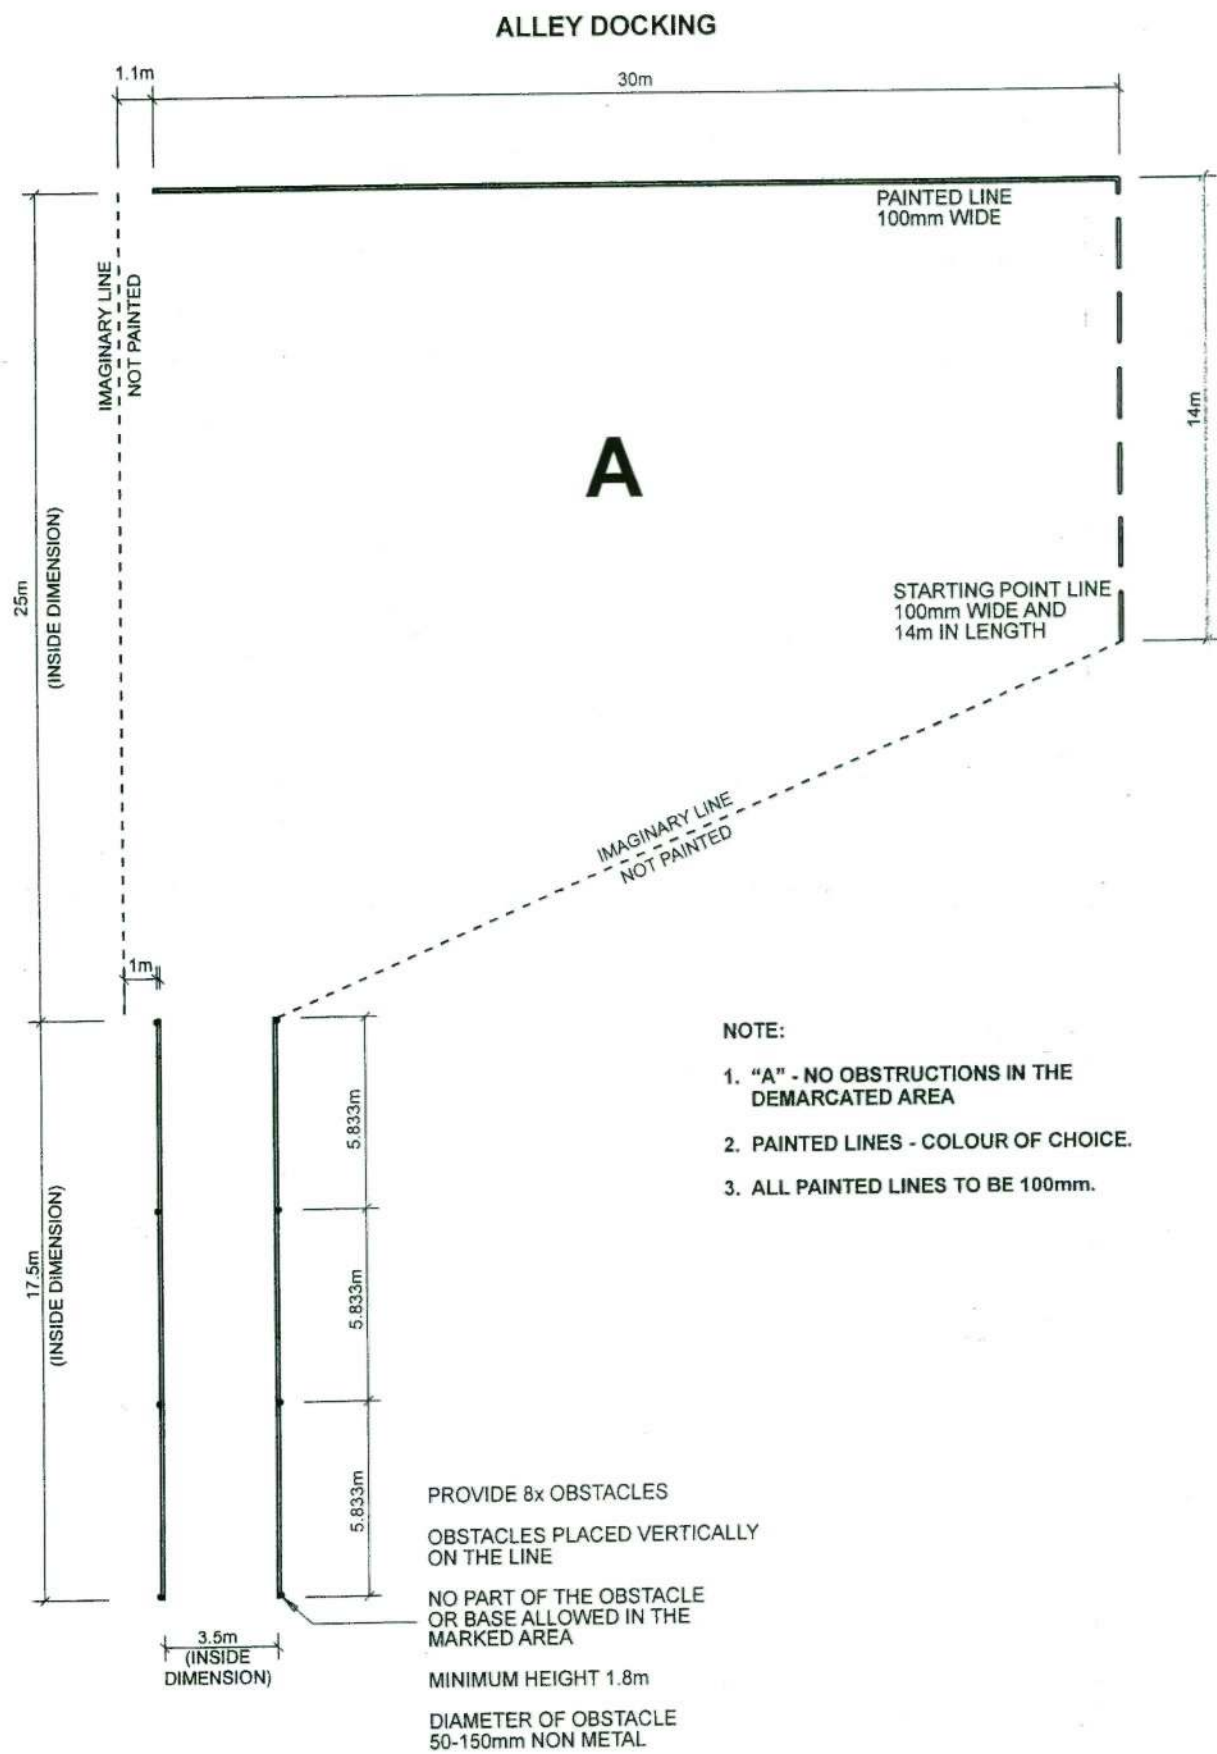 ALLEY DOCKING
1.1m
30m
PAINTED LINE
100mm WIDE
IMAGINARY LINE
NOT PAINTED
14m
A
25m
(INSIDE DIMENSION)
STARTING POINT LINE
100mm WIDE AND
14m IN LENGTH
IMAGINARY LINE
NOT PAINTED
1m
NOTE:
1. “A” - NO OBSTRUCTIONS IN THE
DEMARCATED AREA
2. PAINTED LINES - COLOUR OF CHOICE.
3. ALL PAINTED LINES TO BE 100mm.
5.833m
5.833m
5.833m
17.5m
(INSIDE DIMENSION)
PROVIDE 8x OBSTACLES
OBSTACLES PLACED VERTICALLY
ON THE LINE
NO PART OF THE OBSTACLE
OR BASE ALLOWED IN THE
MARKED AREA
MINIMUM HEIGHT 1.8m
DIAMETER OF OBSTACLE
50-150mm NON METAL
3.5m
(INSIDE
DIMENSION)